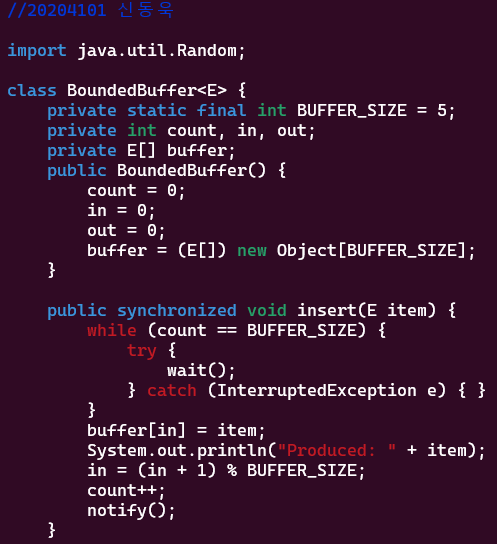 //20204101 신동욱
import java.util.Random;
class BoundedBuffer<E> {
    private static final int BUFFER_SIZE = 5;
    private int count, in, out;
    private E[] buffer;
    public BoundedBuffer() {
        count = 0;
        in = 0;
        out = 0;
        buffer = (E[]) new Object[BUFFER_SIZE];
    }
    public synchronized void insert(E item) {
        while (count == BUFFER_SIZE) {
            try {
                wait();
            } catch (InterruptedException e) { }
        }
        buffer[in] = item;
        System.out.println("Produced: " + item);
        in = (in + 1) % BUFFER_SIZE;
        count++;
        notify();
    }